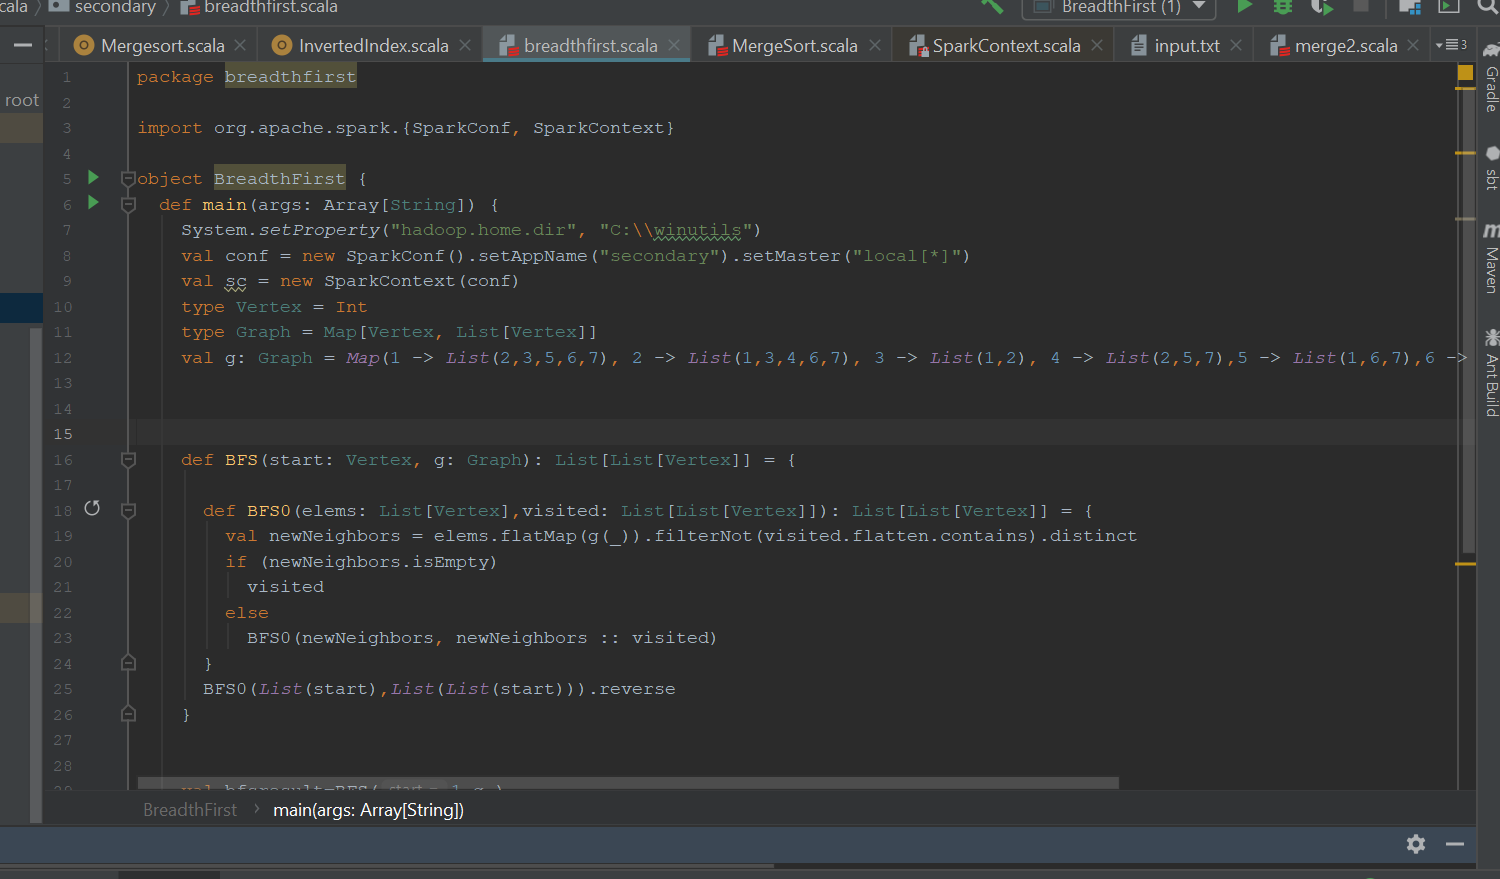 cala secondary breadthfirst.scala BreadthFirst (1)
Mergesort.scala InvertedIndex.scala breadthfirst.scala MergeSort.scala SparkContext.scala input.txt merge2.scala 3
root
1 package breadthfirst
2
3 import org.apache.spark.{SparkConf, SparkContext}
4
5 object BreadthFirst {
6 def main(args: Array[String]) {
7 System.setProperty("hadoop.home.dir", "C:\\winutils")
8 val conf = new SparkConf().setAppName("secondary").setMaster("local[*]")
9 val sc = new SparkContext(conf)
10 type Vertex = Int
11 type Graph = Map[Vertex, List[Vertex]]
12 val g: Graph = Map(1 -> List(2,3,5,6,7), 2 -> List(1,3,4,6,7), 3 -> List(1,2), 4 -> List(2,5,7),5 -> List(1,6,7),6 ->
13
14
15
16 def BFS(start: Vertex, g: Graph): List[List[Vertex]] = {
17
18 def BFS0(elems: List[Vertex],visited: List[List[Vertex]]): List[List[Vertex]] = {
19 val newNeighbors = elems.flatMap(g(_)).filterNot(visited.flatten.contains).distinct
20 if (newNeighbors.isEmpty)
21 visited
22 else
23 BFS0(newNeighbors, newNeighbors :: visited)
24 }
25 BFS0(List(start),List(List(start))).reverse
26 }
27
28
BreadthFirst > main(args: Array[String])
Gradle
sbt
m
Maven
Ant Build